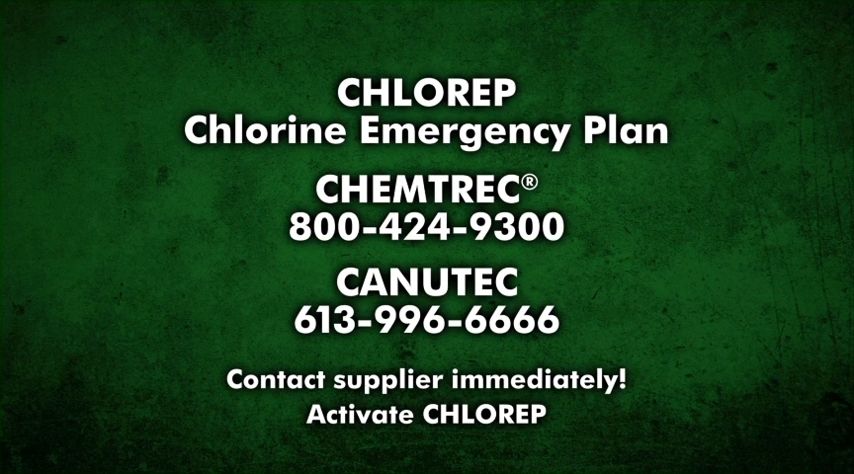 CHLOREP
Chlorine Emergency Plan
CHEMTREC®
800-424-9300
CANUTEC
613-996-6666
Contact supplier immediately!
Activate CHLOREP